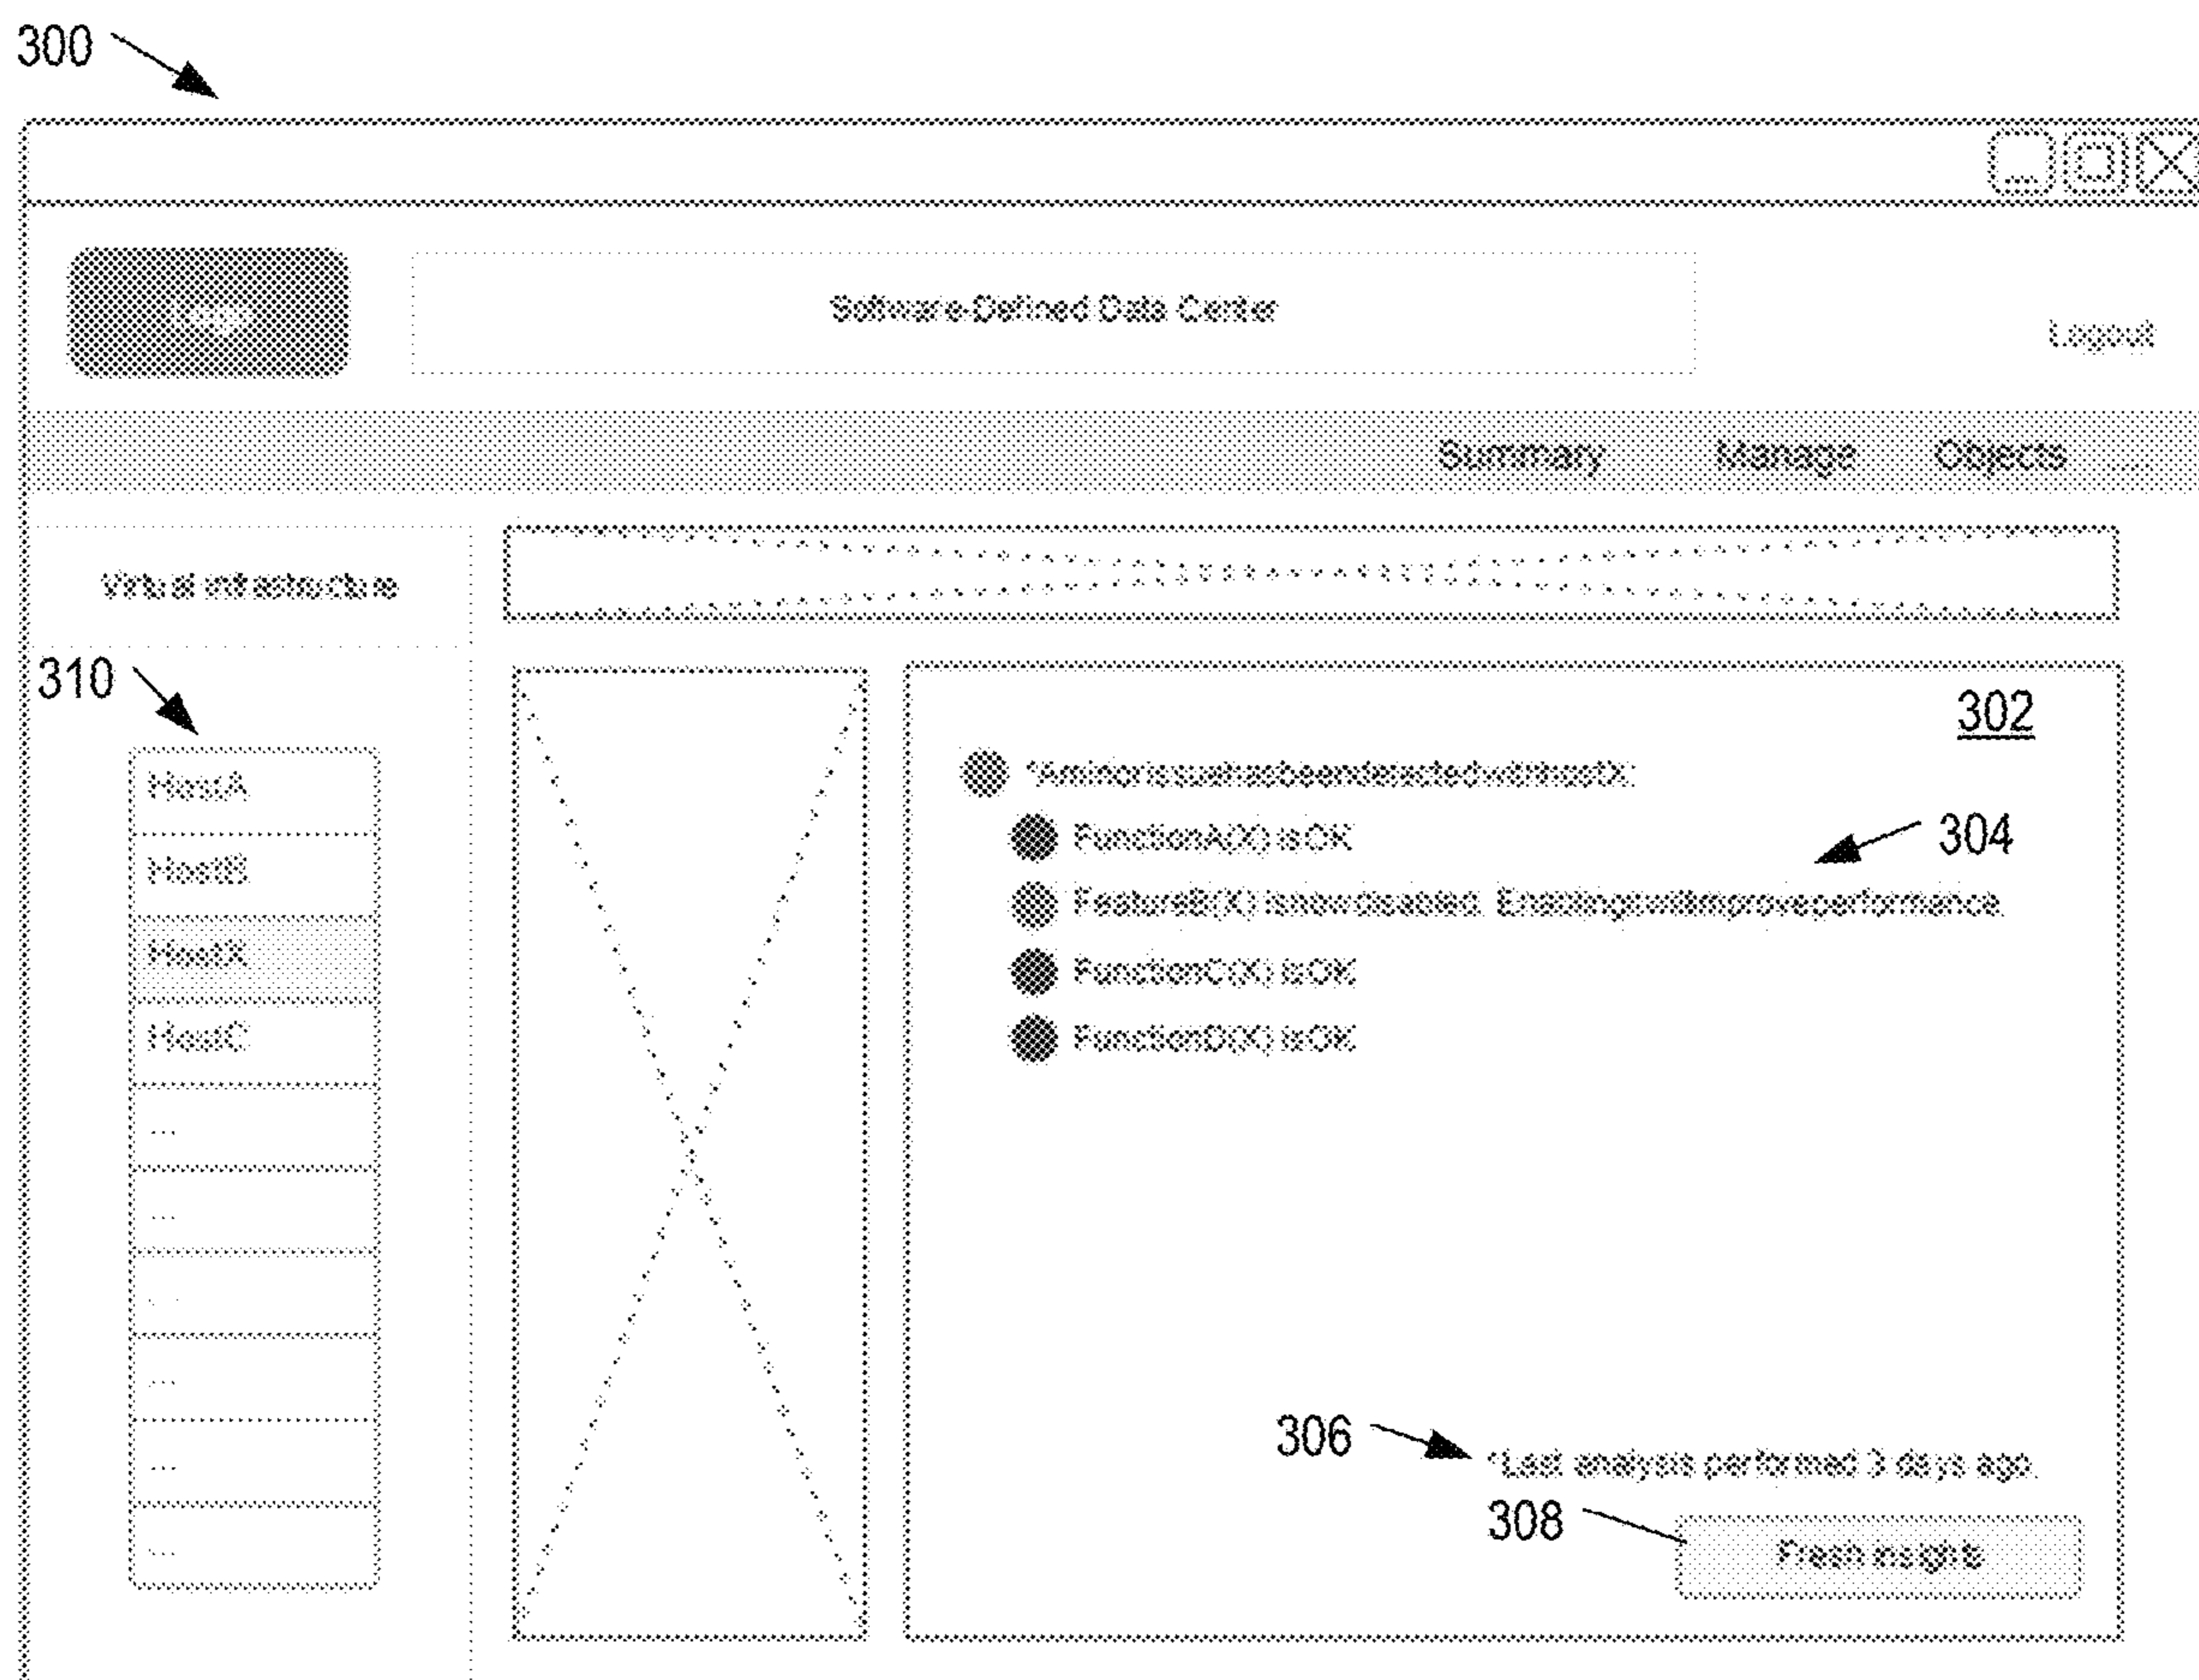 300
Software-Defined Data Center
Logout
Summary Manage Objects ...
Virtual Infrastructure
310
HostA
HostB
HostX
HostC
...
...
...
...
...
...
302
*A minor issue has been detected with HostX.
FunctionA(X) is OK
304
FeatureB(X) is now disabled. Enabling it will improve performance.
FunctionC(X) is OK
FunctionD(X) is OK
306
*Last analysis performed 3 days ago.
308
Fresh insights